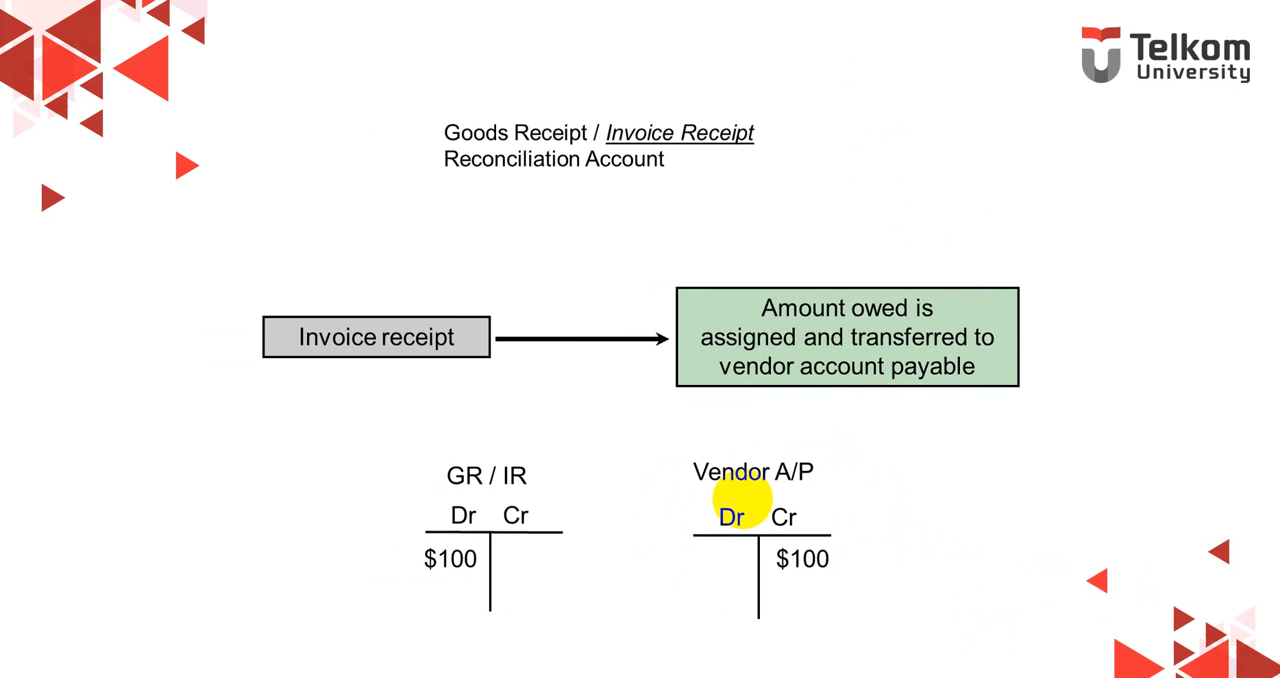 Telkom
University
Goods Receipt / Invoice Receipt
Reconciliation Account
Invoice receipt
Amount owed is
assigned and transferred to
vendor account payable
GR / IR
Dr Cr
$100
Vendor A/P
Dr Cr
$100